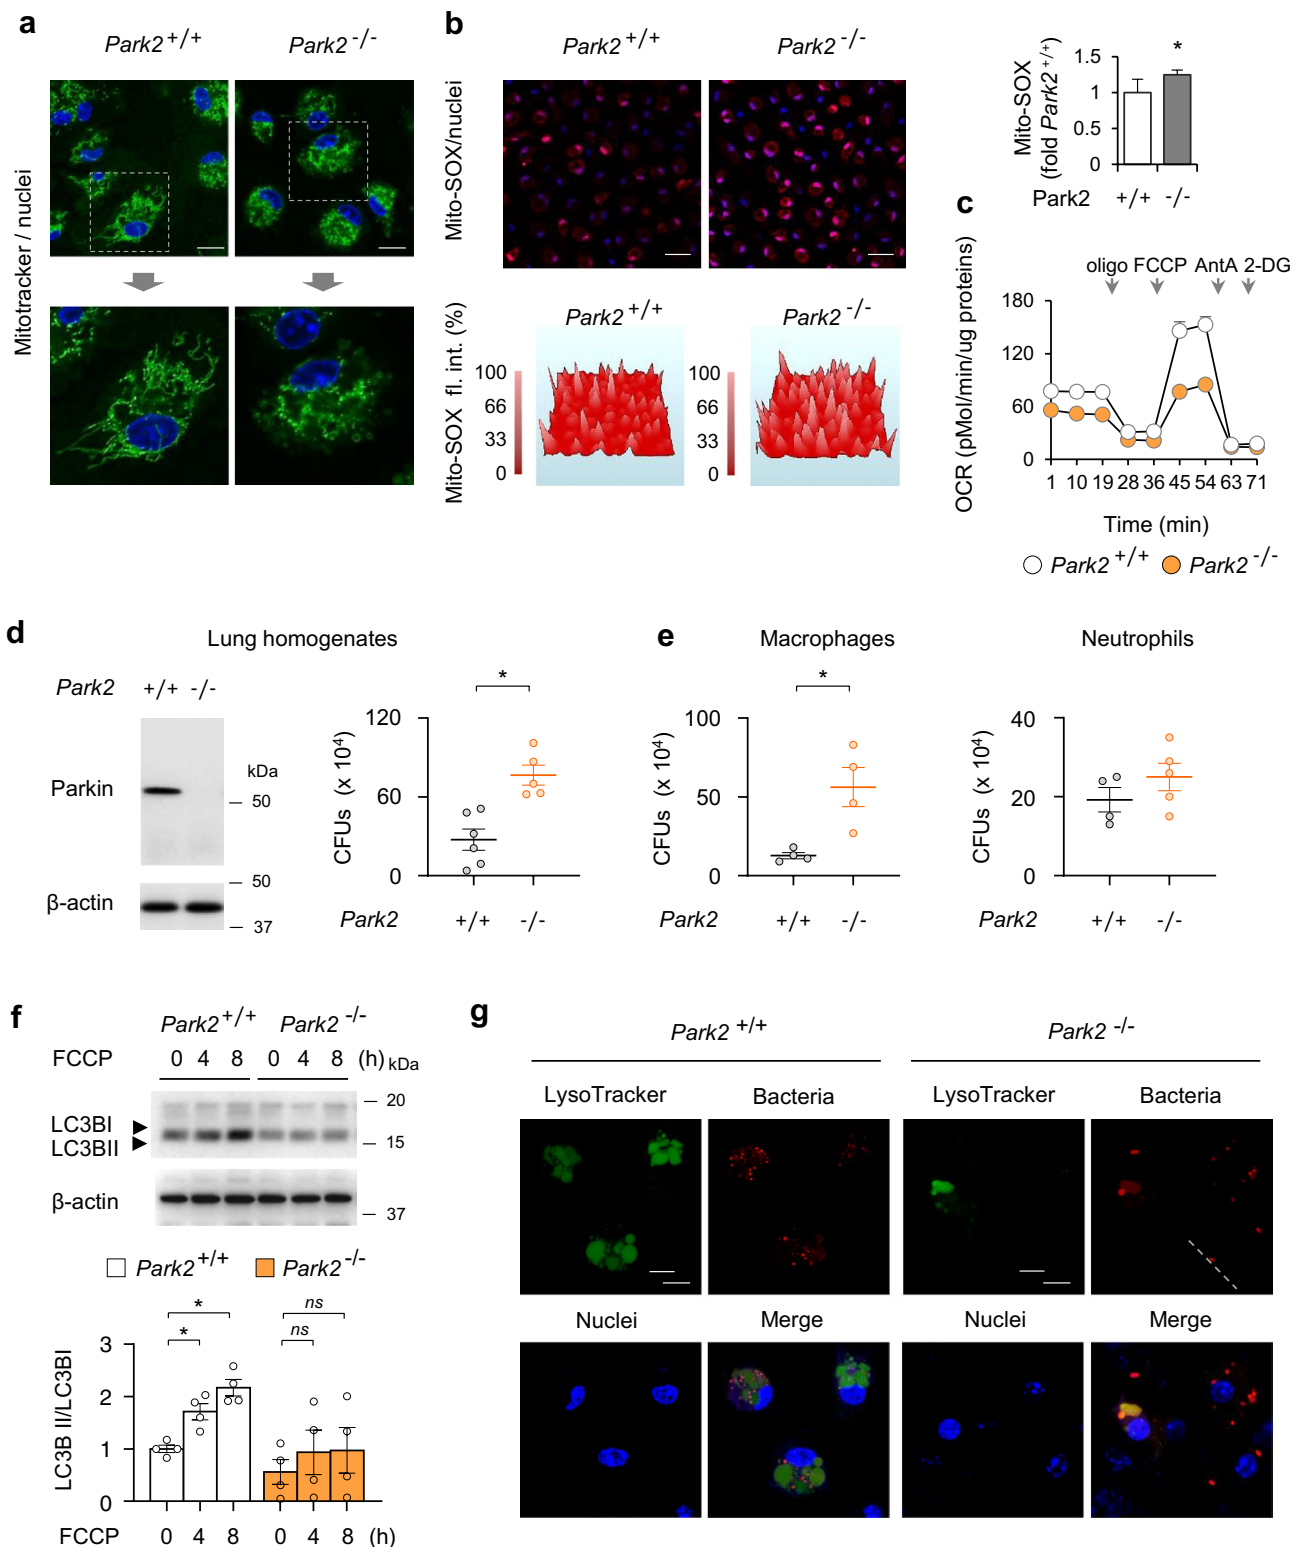 a
Park2 +/+ Park2 -/-
Mitotracker / nuclei
b
Park2 +/+ Park2 -/-
Mito-SOX/nuclei
Mito-SOX fl. int. (%)
Park2 +/+ Park2 -/-
100 100
66 66
33 33
0 0
Mito-SOX
(fold Park2 +/+)
1.5
*
1
0.5
0
Park2 +/+ -/-
c
oligo FCCP AntA 2-DG
OCR (pMol/min/ug proteins)
180
120
60
0
1 10 19 28 36 45 54 63 71
Time (min)
Park2 +/+ Park2 -/-
d
Lung homogenates
Park2 +/+ -/-
Parkin
kDa
50
β-actin
50
37
CFUs (x 10⁴)
*
120
60
0
Park2 +/+ -/-
e
Macrophages
CFUs (x 10⁴)
*
100
50
0
Park2 +/+ -/-
Neutrophils
CFUs (x 10⁴)
40
20
0
Park2 +/+ -/-
f
Park2 +/+ Park2 -/-
FCCP 0 4 8 0 4 8 (h) kDa
20
LC3BI
LC3BII
15
β-actin
37
Park2 +/+ Park2 -/-
* ns
* ns
LC3B II/LC3BI
3
2
1
0
FCCP 0 4 8 0 4 8 (h)
g
Park2 +/+ Park2 -/-
LysoTracker Bacteria LysoTracker Bacteria
Nuclei Merge Nuclei Merge